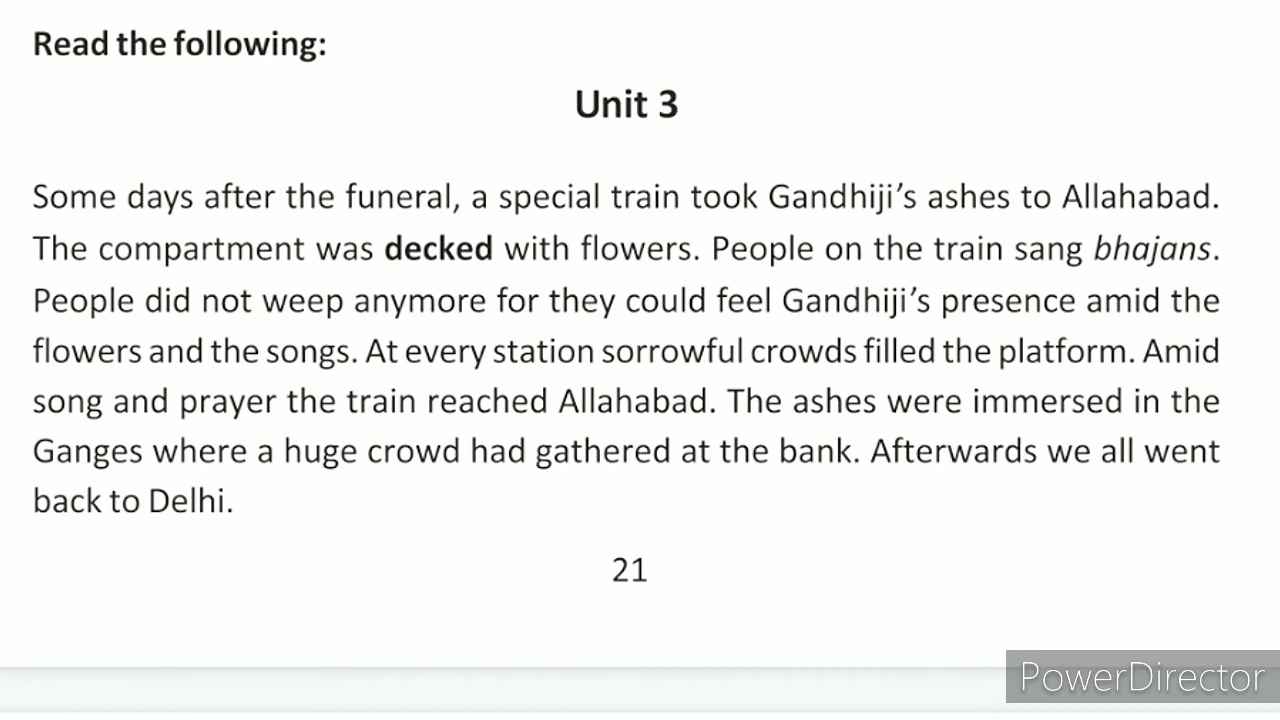 Read the following:
Unit 3
Some days after the funeral, a special train took Gandhiji’s ashes to Allahabad.
The compartment was decked with flowers. People on the train sang bhajans.
People did not weep anymore for they could feel Gandhiji’s presence amid the
flowers and the songs. At every station sorrowful crowds filled the platform. Amid
song and prayer the train reached Allahabad. The ashes were immersed in the
Ganges where a huge crowd had gathered at the bank. Afterwards we all went
back to Delhi.
21
PowerDirector